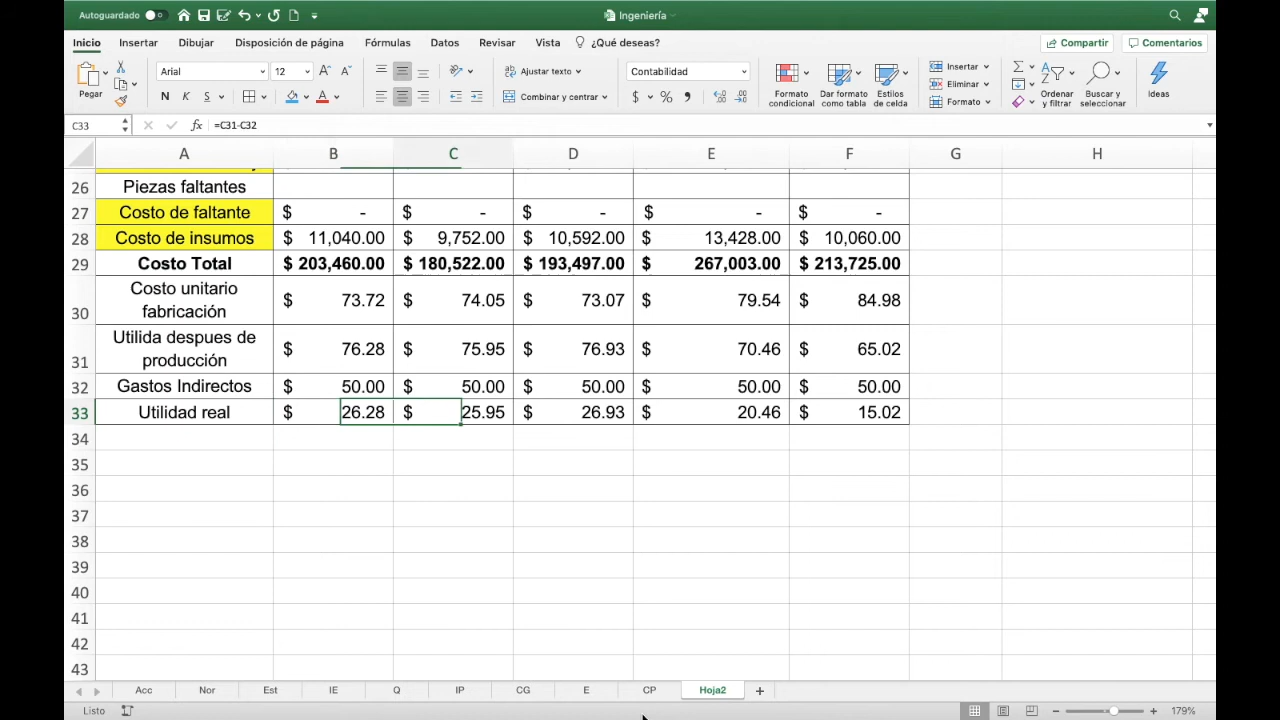 Autoguardado
Ingeniería
Inicio Insertar Dibujar Disposición de página Fórmulas Datos Revisar Vista ¿Qué deseas? Compartir Comentarios
Pegar
Arial 12
N K S
A
Ajustar texto
Combinar y centrar
Contabilidad
$ %
Formato condicional
Dar formato como tabla
Estilos de celda
Insertar
Eliminar
Formato
Ordenar y filtrar
Buscar y seleccionar
Ideas
C33 fx =C31-C32
A B C D E F G H
26 Piezas faltantes
27 Costo de faltante $ - $ - $ - $ - $ -
28 Costo de insumos $ 11,040.00 $ 9,752.00 $ 10,592.00 $ 13,428.00 $ 10,060.00
29 Costo Total $ 203,460.00 $ 180,522.00 $ 193,497.00 $ 267,003.00 $ 213,725.00
Costo unitario
30 fabricación $ 73.72 $ 74.05 $ 73.07 $ 79.54 $ 84.98
Utilida despues de
31 producción $ 76.28 $ 75.95 $ 76.93 $ 70.46 $ 65.02
32 Gastos Indirectos $ 50.00 $ 50.00 $ 50.00 $ 50.00 $ 50.00
33 Utilidad real $ 26.28 $ 25.95 $ 26.93 $ 20.46 $ 15.02
34
35
36
37
38
39
40
41
42
43
Acc Nor Est IE Q IP CG E CP Hoja2
Listo 179%